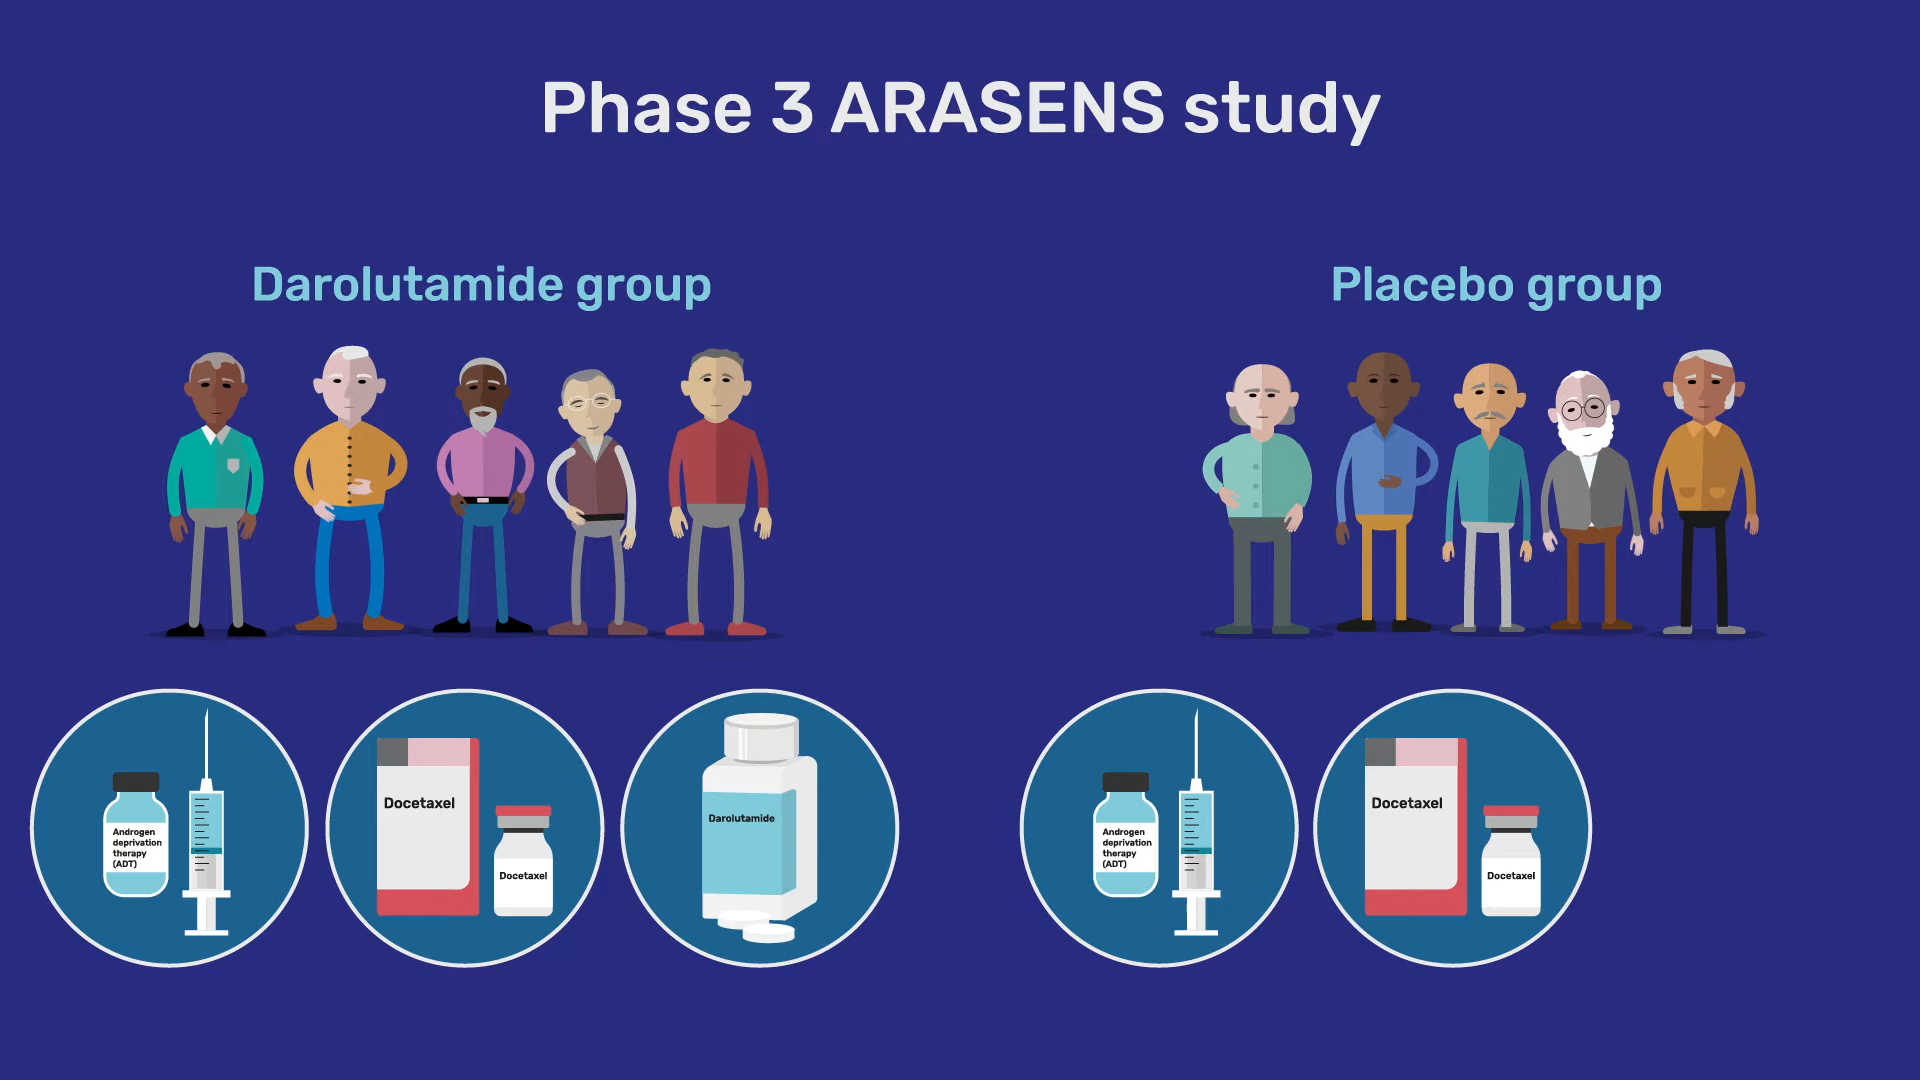 Phase 3 ARASENS study
Darolutamide group
Placebo group
Androgen
deprivation
therapy
(ADT)
Docetaxel
Docetaxel
Darolutamide
Androgen
deprivation
therapy
(ADT)
Docetaxel
Docetaxel